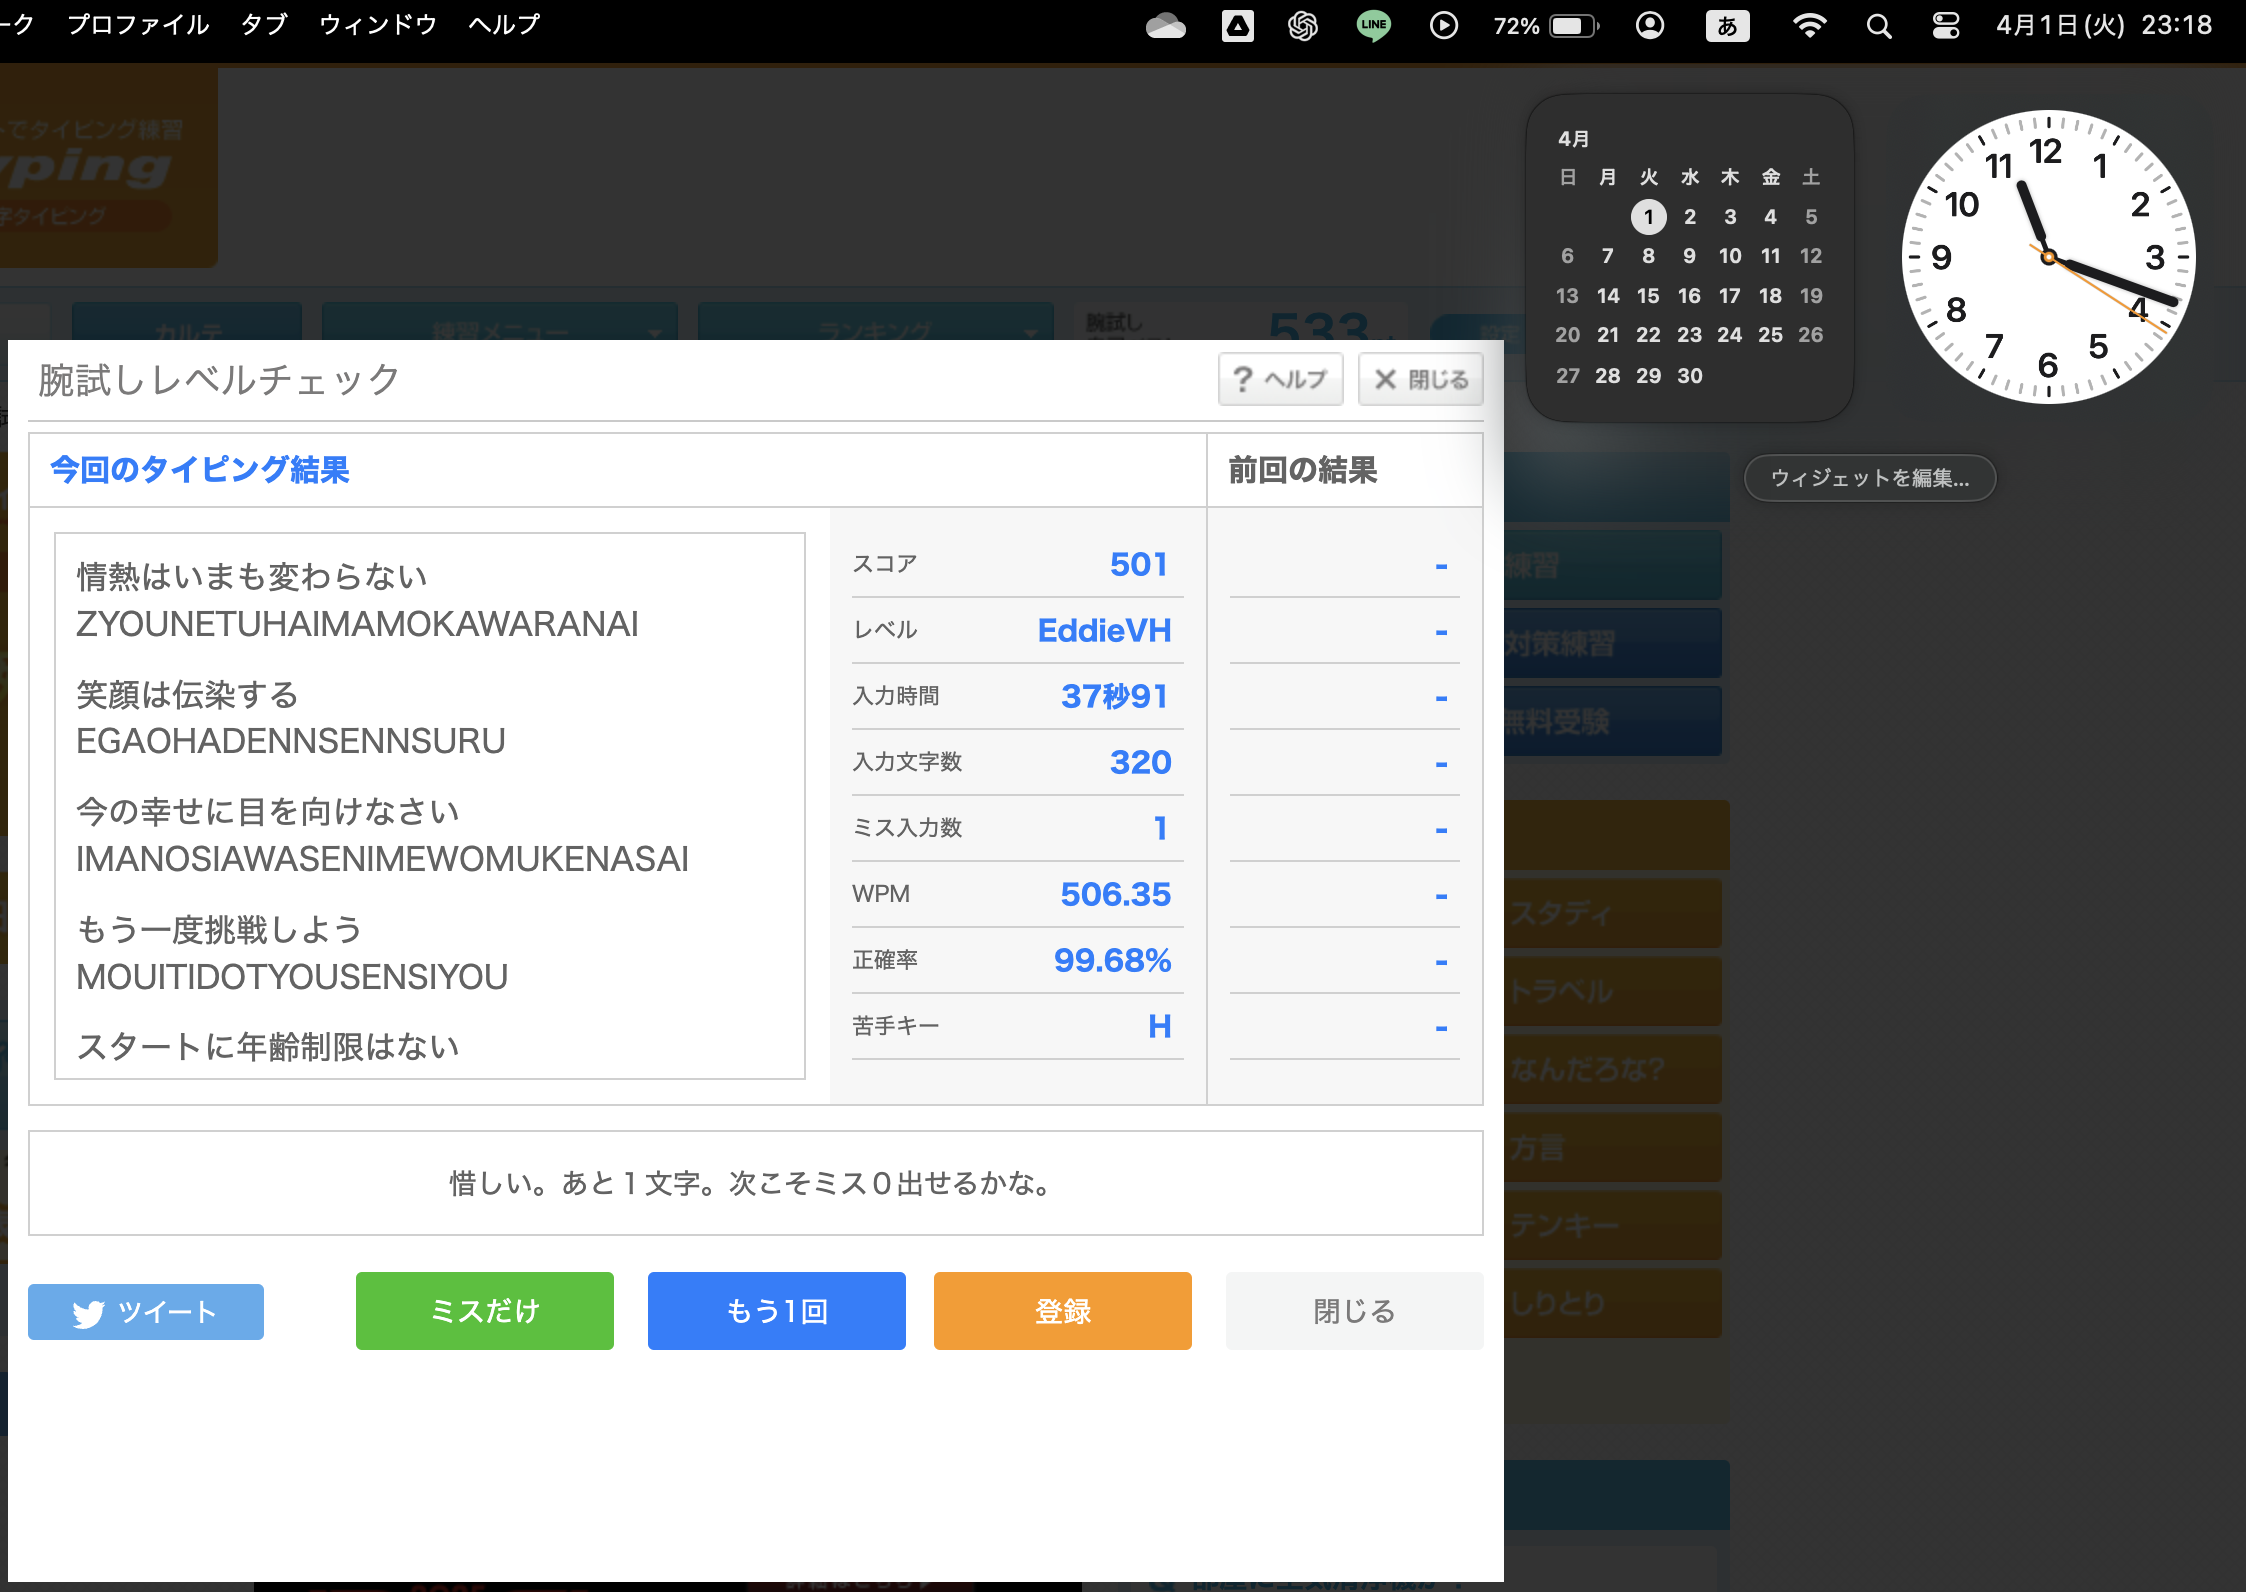 ーク プロファイル タブ ウィンドウ ヘルプ LINE 72% あ 4月1日(火) 23:18
でタイピング練習
yping
字タイピング
カルテ 練習メニュー ランキング 腕試し 533 設定
4月
日 月 火 水 木 金 土
1 2 3 4 5
6 7 8 9 10 11 12
13 14 15 16 17 18 19
20 21 22 23 24 25 26
27 28 29 30
12 1 2 3 4 5 6 7 8 9 10 11
ウィジェットを編集...
腕試しレベルチェック ? ヘルプ × 閉じる
今回のタイピング結果 前回の結果
情熱はいまも変わらない
ZYOUNETUHAIMAMOKAWARANAI
笑顔は伝染する
EGAOHADENNSENNSURU
今の幸せに目を向けなさい
IMANOSIAWASENIMEWOMUKENASAI
もう一度挑戦しよう
MOUITIDOTYOUSENSIYOU
スタートに年齢制限はない
スコア 501 -
レベル EddieVH -
入力時間 37秒91 -
入力文字数 320 -
ミス入力数 1 -
WPM 506.35 -
正確率 99.68% -
苦手キー H -
惜しい。あと１文字。次こそミス０出せるかな。
ツイート ミスだけ もう1回 登録 閉じる
練習
対策練習
無料受験
スタディ
トラベル
なんだろな?
方言
テンキー
しりとり